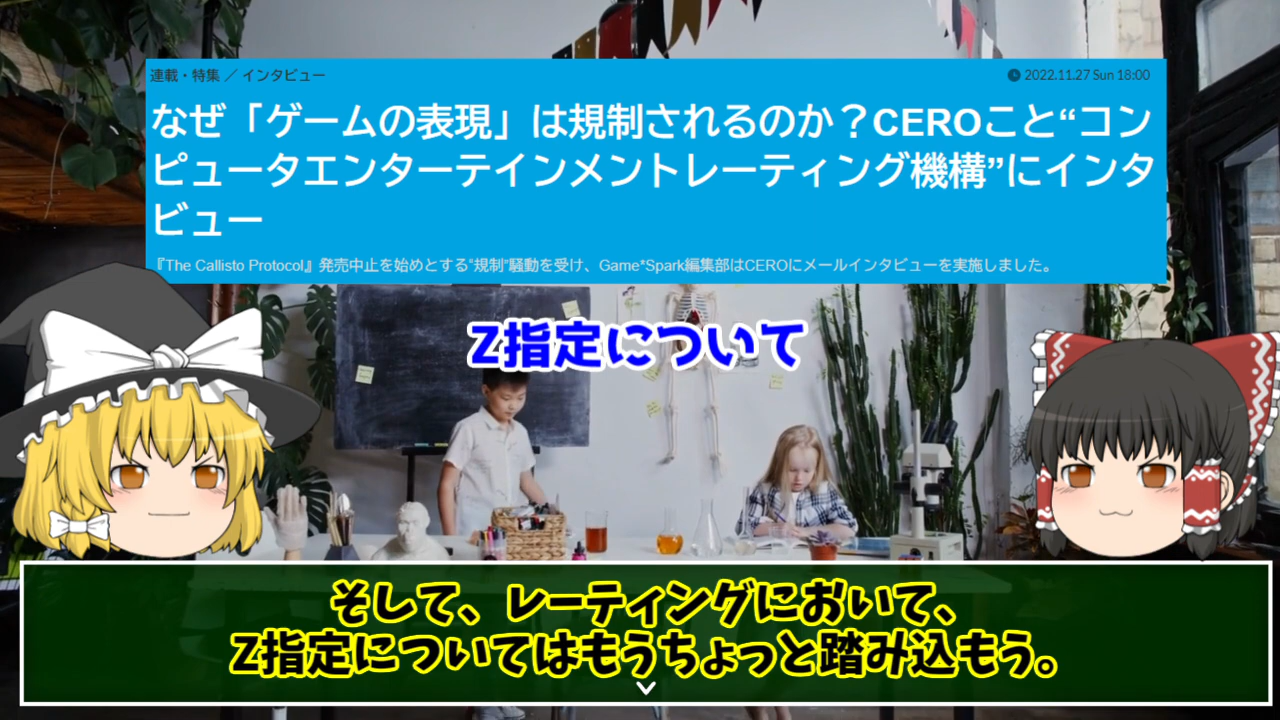 連載・特集 ／ インタビュー
2022.11.27 Sun 18:00
なぜ「ゲームの表現」は規制されるのか？CEROこと“コン
ピュータエンターテインメントレーティング機構”にインタ
ビュー
『The Callisto Protocol』発売中止を始めとする“規制”騒動を受け、Game*Spark編集部はCEROにメールインタビューを実施しました。
Z指定について
そして、レーティングにおいて、
Z指定についてはもうちょっと踏み込もう。